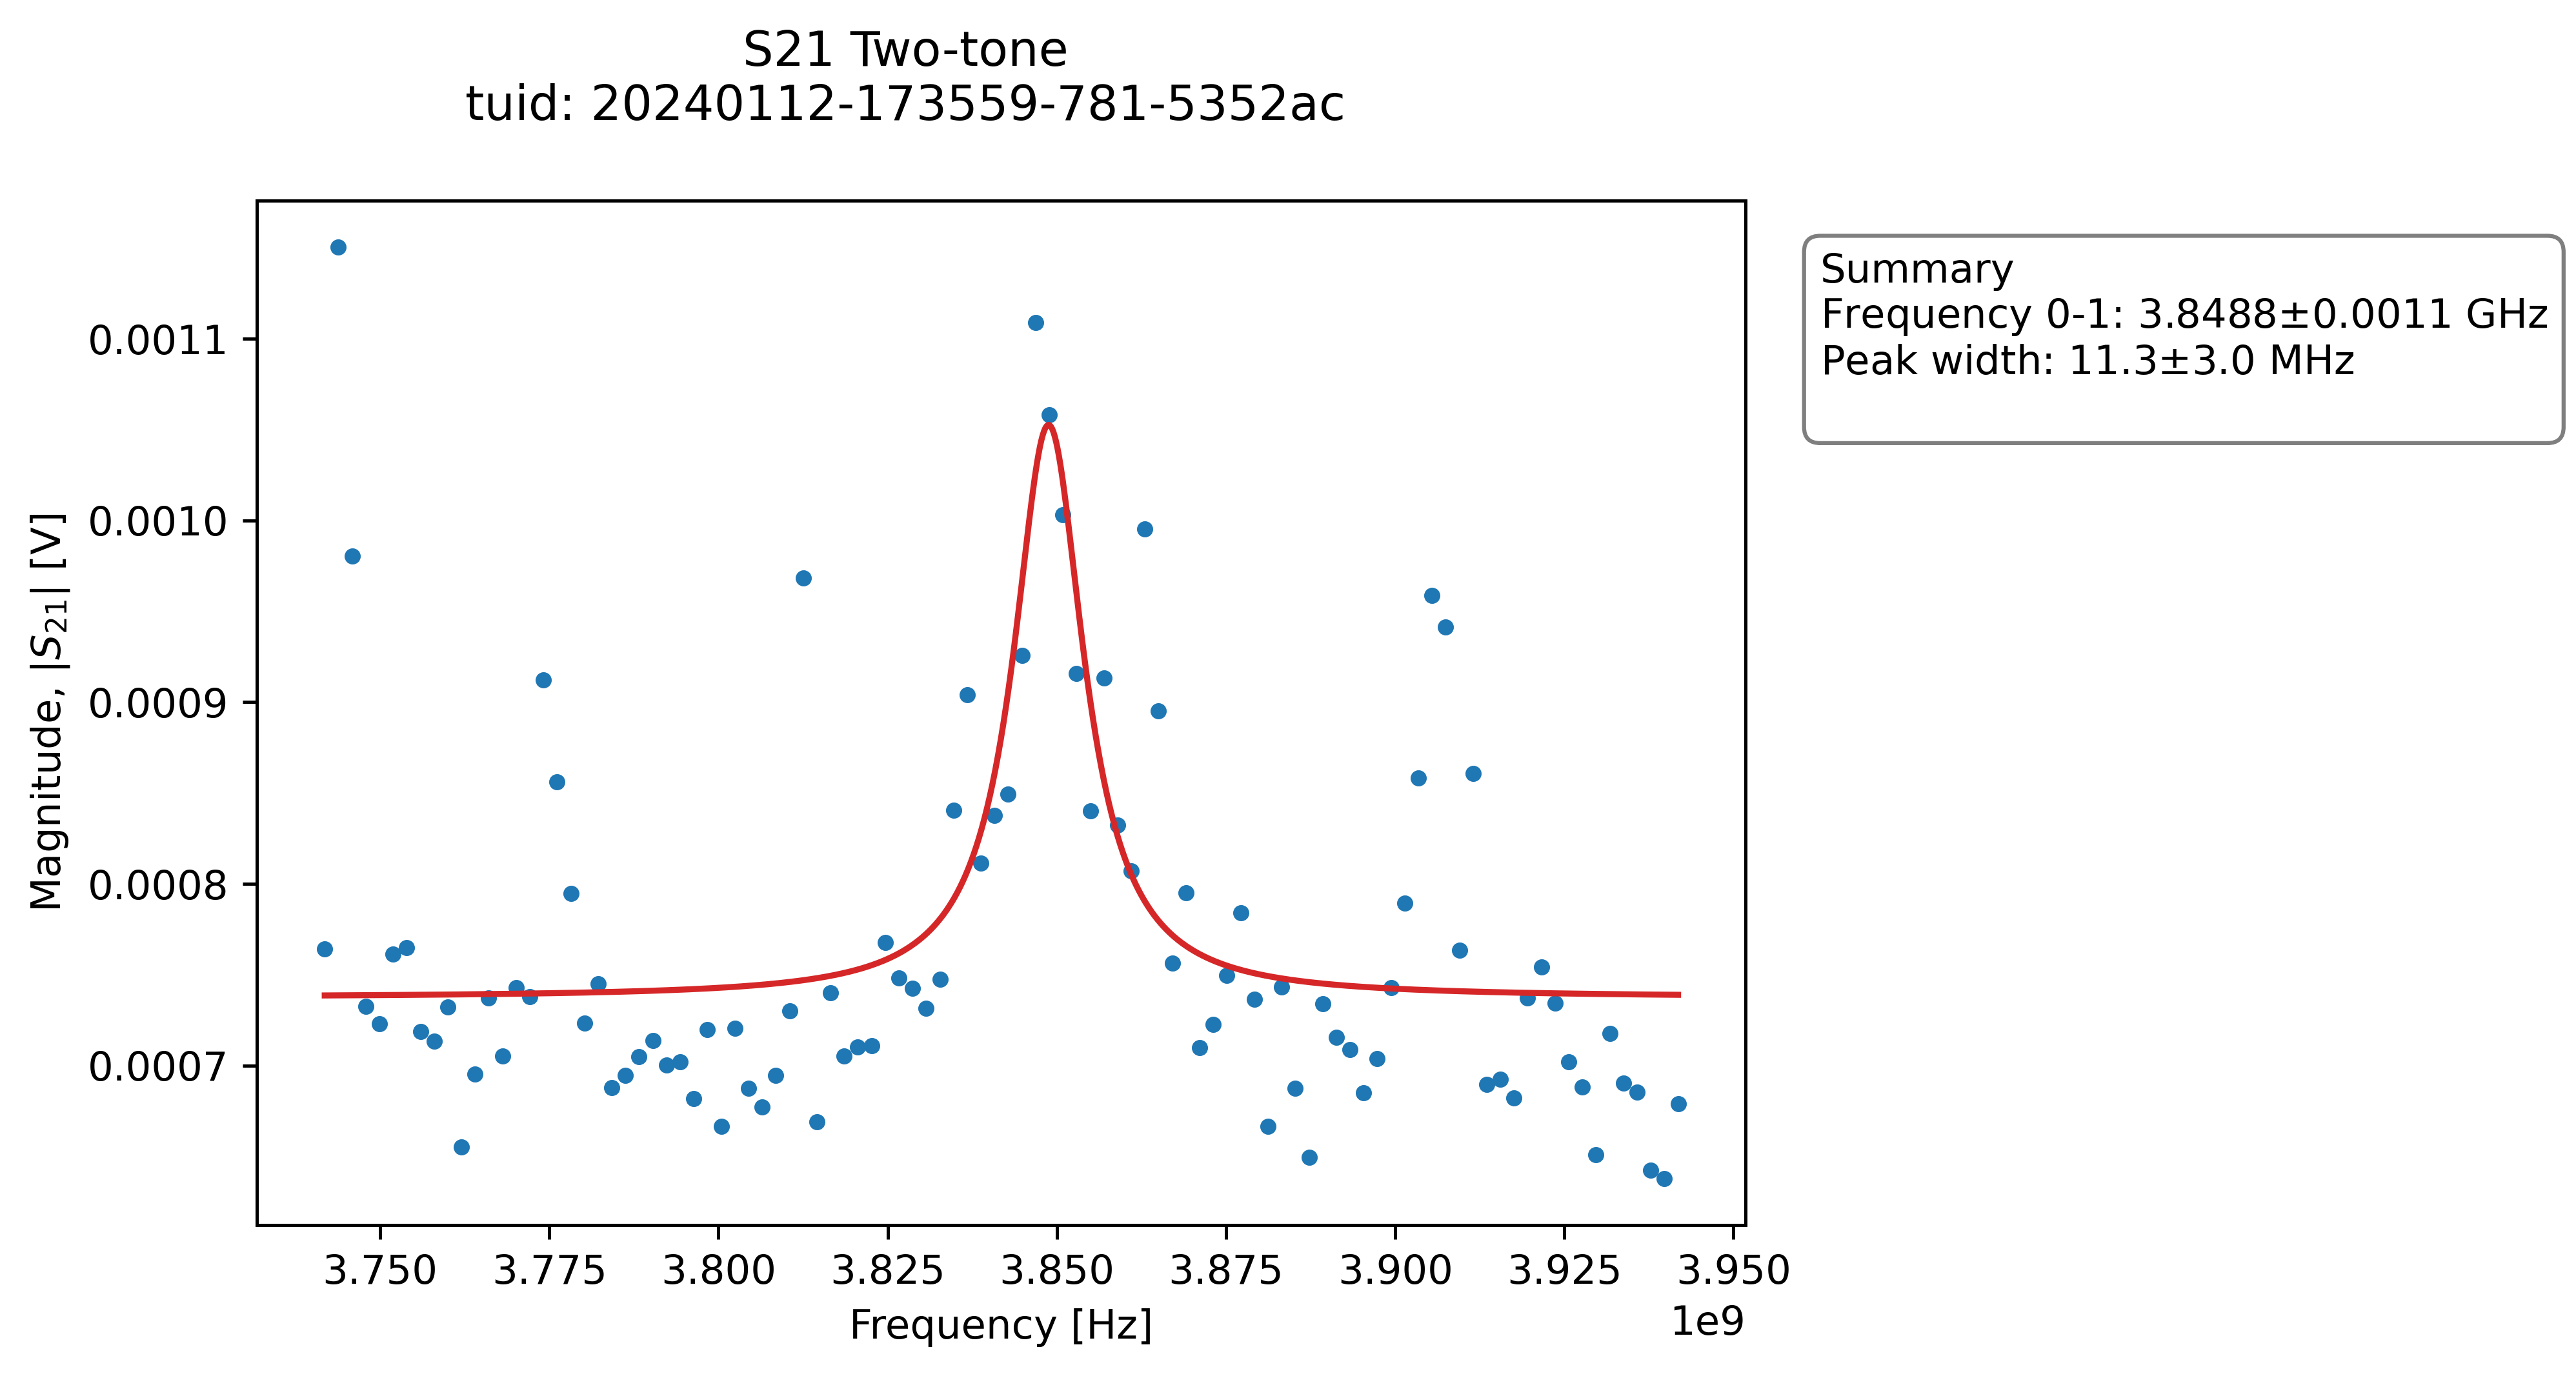 S21 Two-tone
tuid: 20240112-173559-781-5352ac
Summary
Frequency 0-1: 3.8488±0.0011 GHz
Peak width: 11.3±3.0 MHz
Magnitude, |S₂₁| [V]
0.0011
0.0010
0.0009
0.0008
0.0007
3.750 3.775 3.800 3.825 3.850 3.875 3.900 3.925 3.950
1e9
Frequency [Hz]